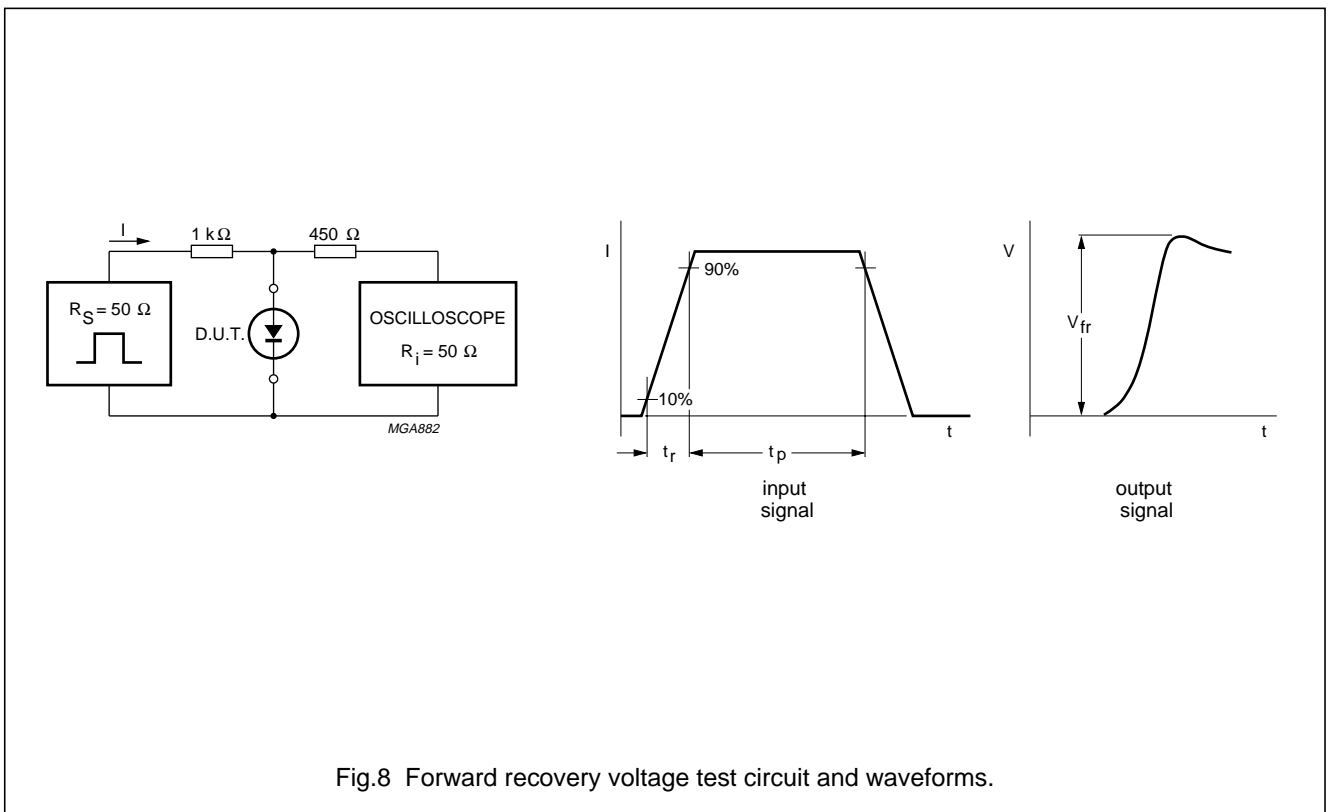 I
1 kΩ
450 Ω
R_S = 50 Ω
D.U.T.
OSCILLOSCOPE
R_i = 50 Ω
MGA882
I
90%
10%
t
t_r
t_p
input
signal
V
V_fr
t
output
signal
Fig.8 Forward recovery voltage test circuit and waveforms.